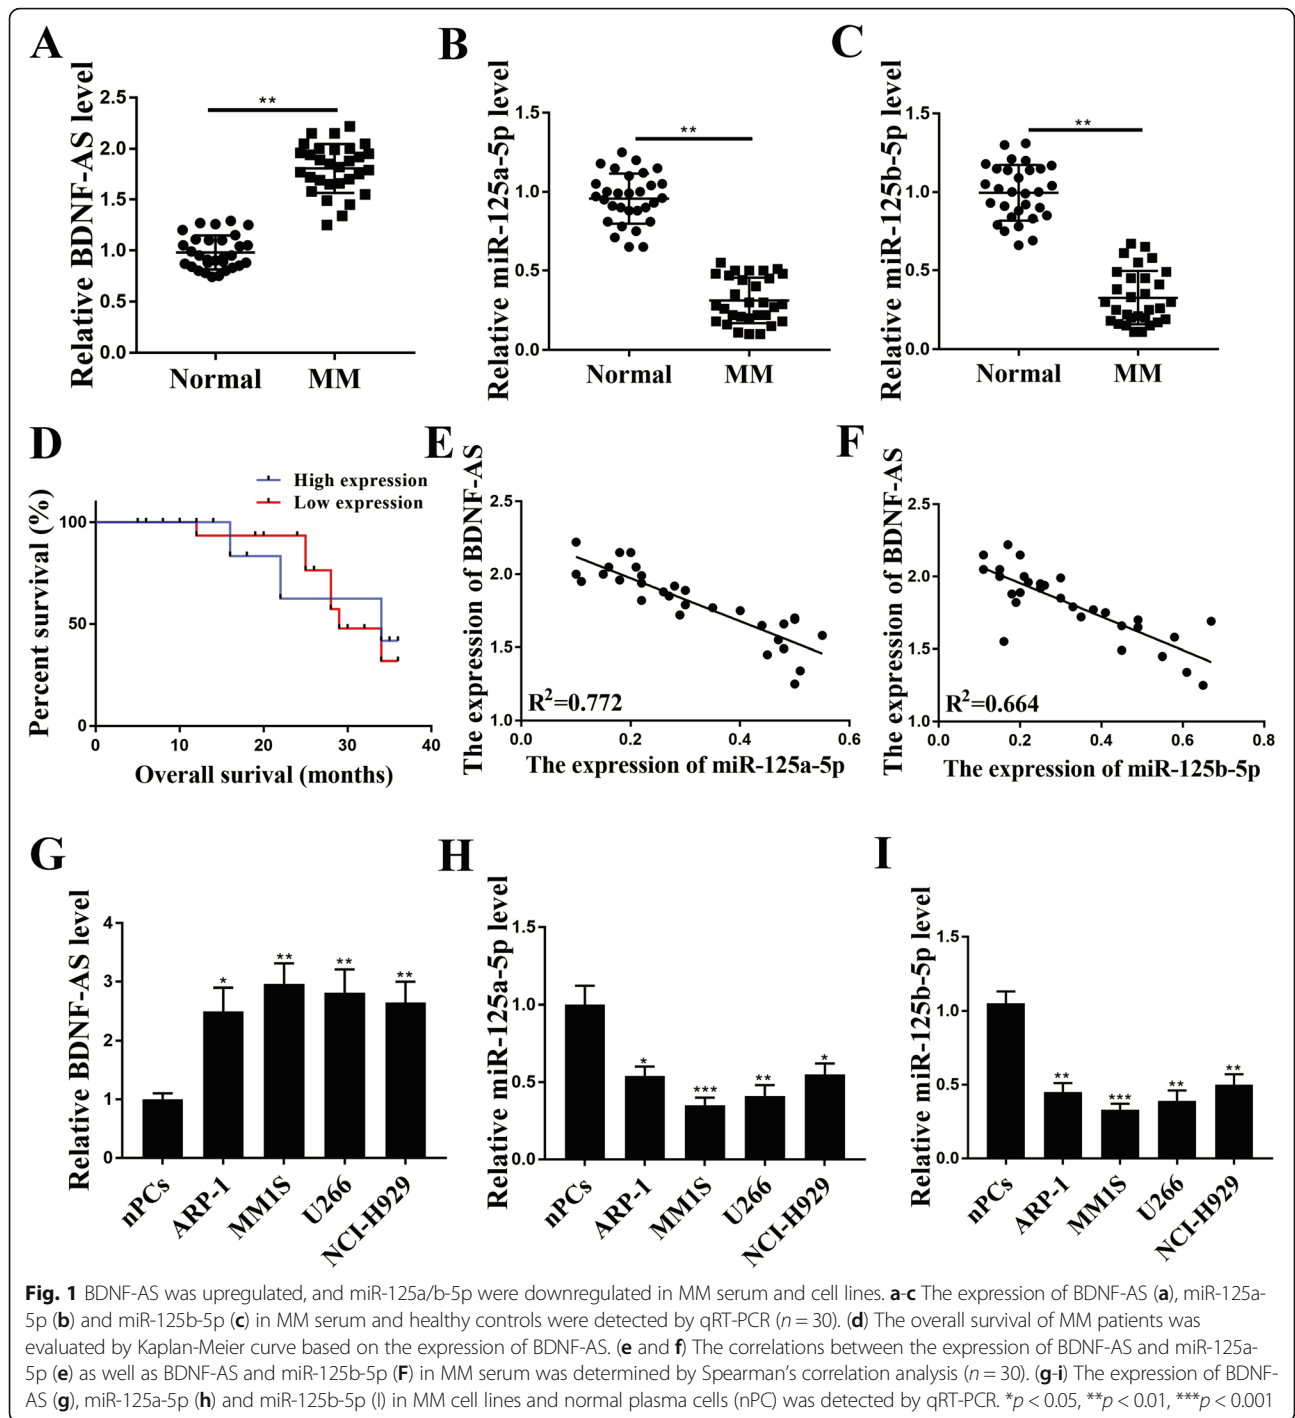 A
Relative BDNF-AS level
2.5
2.0
1.5
1.0
0.5
0.0
**
Normal
MM
B
Relative miR-125a-5p level
1.5
1.0
0.5
0.0
**
Normal
MM
C
Relative miR-125b-5p level
1.5
1.0
0.5
0.0
**
Normal
MM
D
High expression
Low expression
Percent survival (%)
100
50
0
0 10 20 30 40
Overall surival (months)
E
The expression of BDNF-AS
2.5
2.0
1.5
1.0
R²=0.772
0.0 0.2 0.4 0.6
The expression of miR-125a-5p
F
The expression of BDNF-AS
2.5
2.0
1.5
1.0
R²=0.664
0.0 0.2 0.4 0.6 0.8
The expression of miR-125b-5p
G
Relative BDNF-AS level
4
3
2
1
0
* ** ** **
nPCs
ARP-1
MM1S
U266
NCI-H929
H
Relative miR-125a-5p level
1.5
1.0
0.5
0.0
* *** ** *
nPCs
ARP-1
MM1S
U266
NCI-H929
I
Relative miR-125b-5p level
1.5
1.0
0.5
0.0
** *** ** **
nPCs
ARP-1
MM1S
U266
NCI-H929
Fig. 1 BDNF-AS was upregulated, and miR-125a/b-5p were downregulated in MM serum and cell lines. a-c The expression of BDNF-AS (a), miR-125a-
5p (b) and miR-125b-5p (c) in MM serum and healthy controls were detected by qRT-PCR (n = 30). (d) The overall survival of MM patients was
evaluated by Kaplan-Meier curve based on the expression of BDNF-AS. (e and f) The correlations between the expression of BDNF-AS and miR-125a-
5p (e) as well as BDNF-AS and miR-125b-5p (F) in MM serum was determined by Spearman's correlation analysis (n = 30). (g-i) The expression of BDNF-
AS (g), miR-125a-5p (h) and miR-125b-5p (I) in MM cell lines and normal plasma cells (nPC) was detected by qRT-PCR. *p < 0.05, **p < 0.01, ***p < 0.001